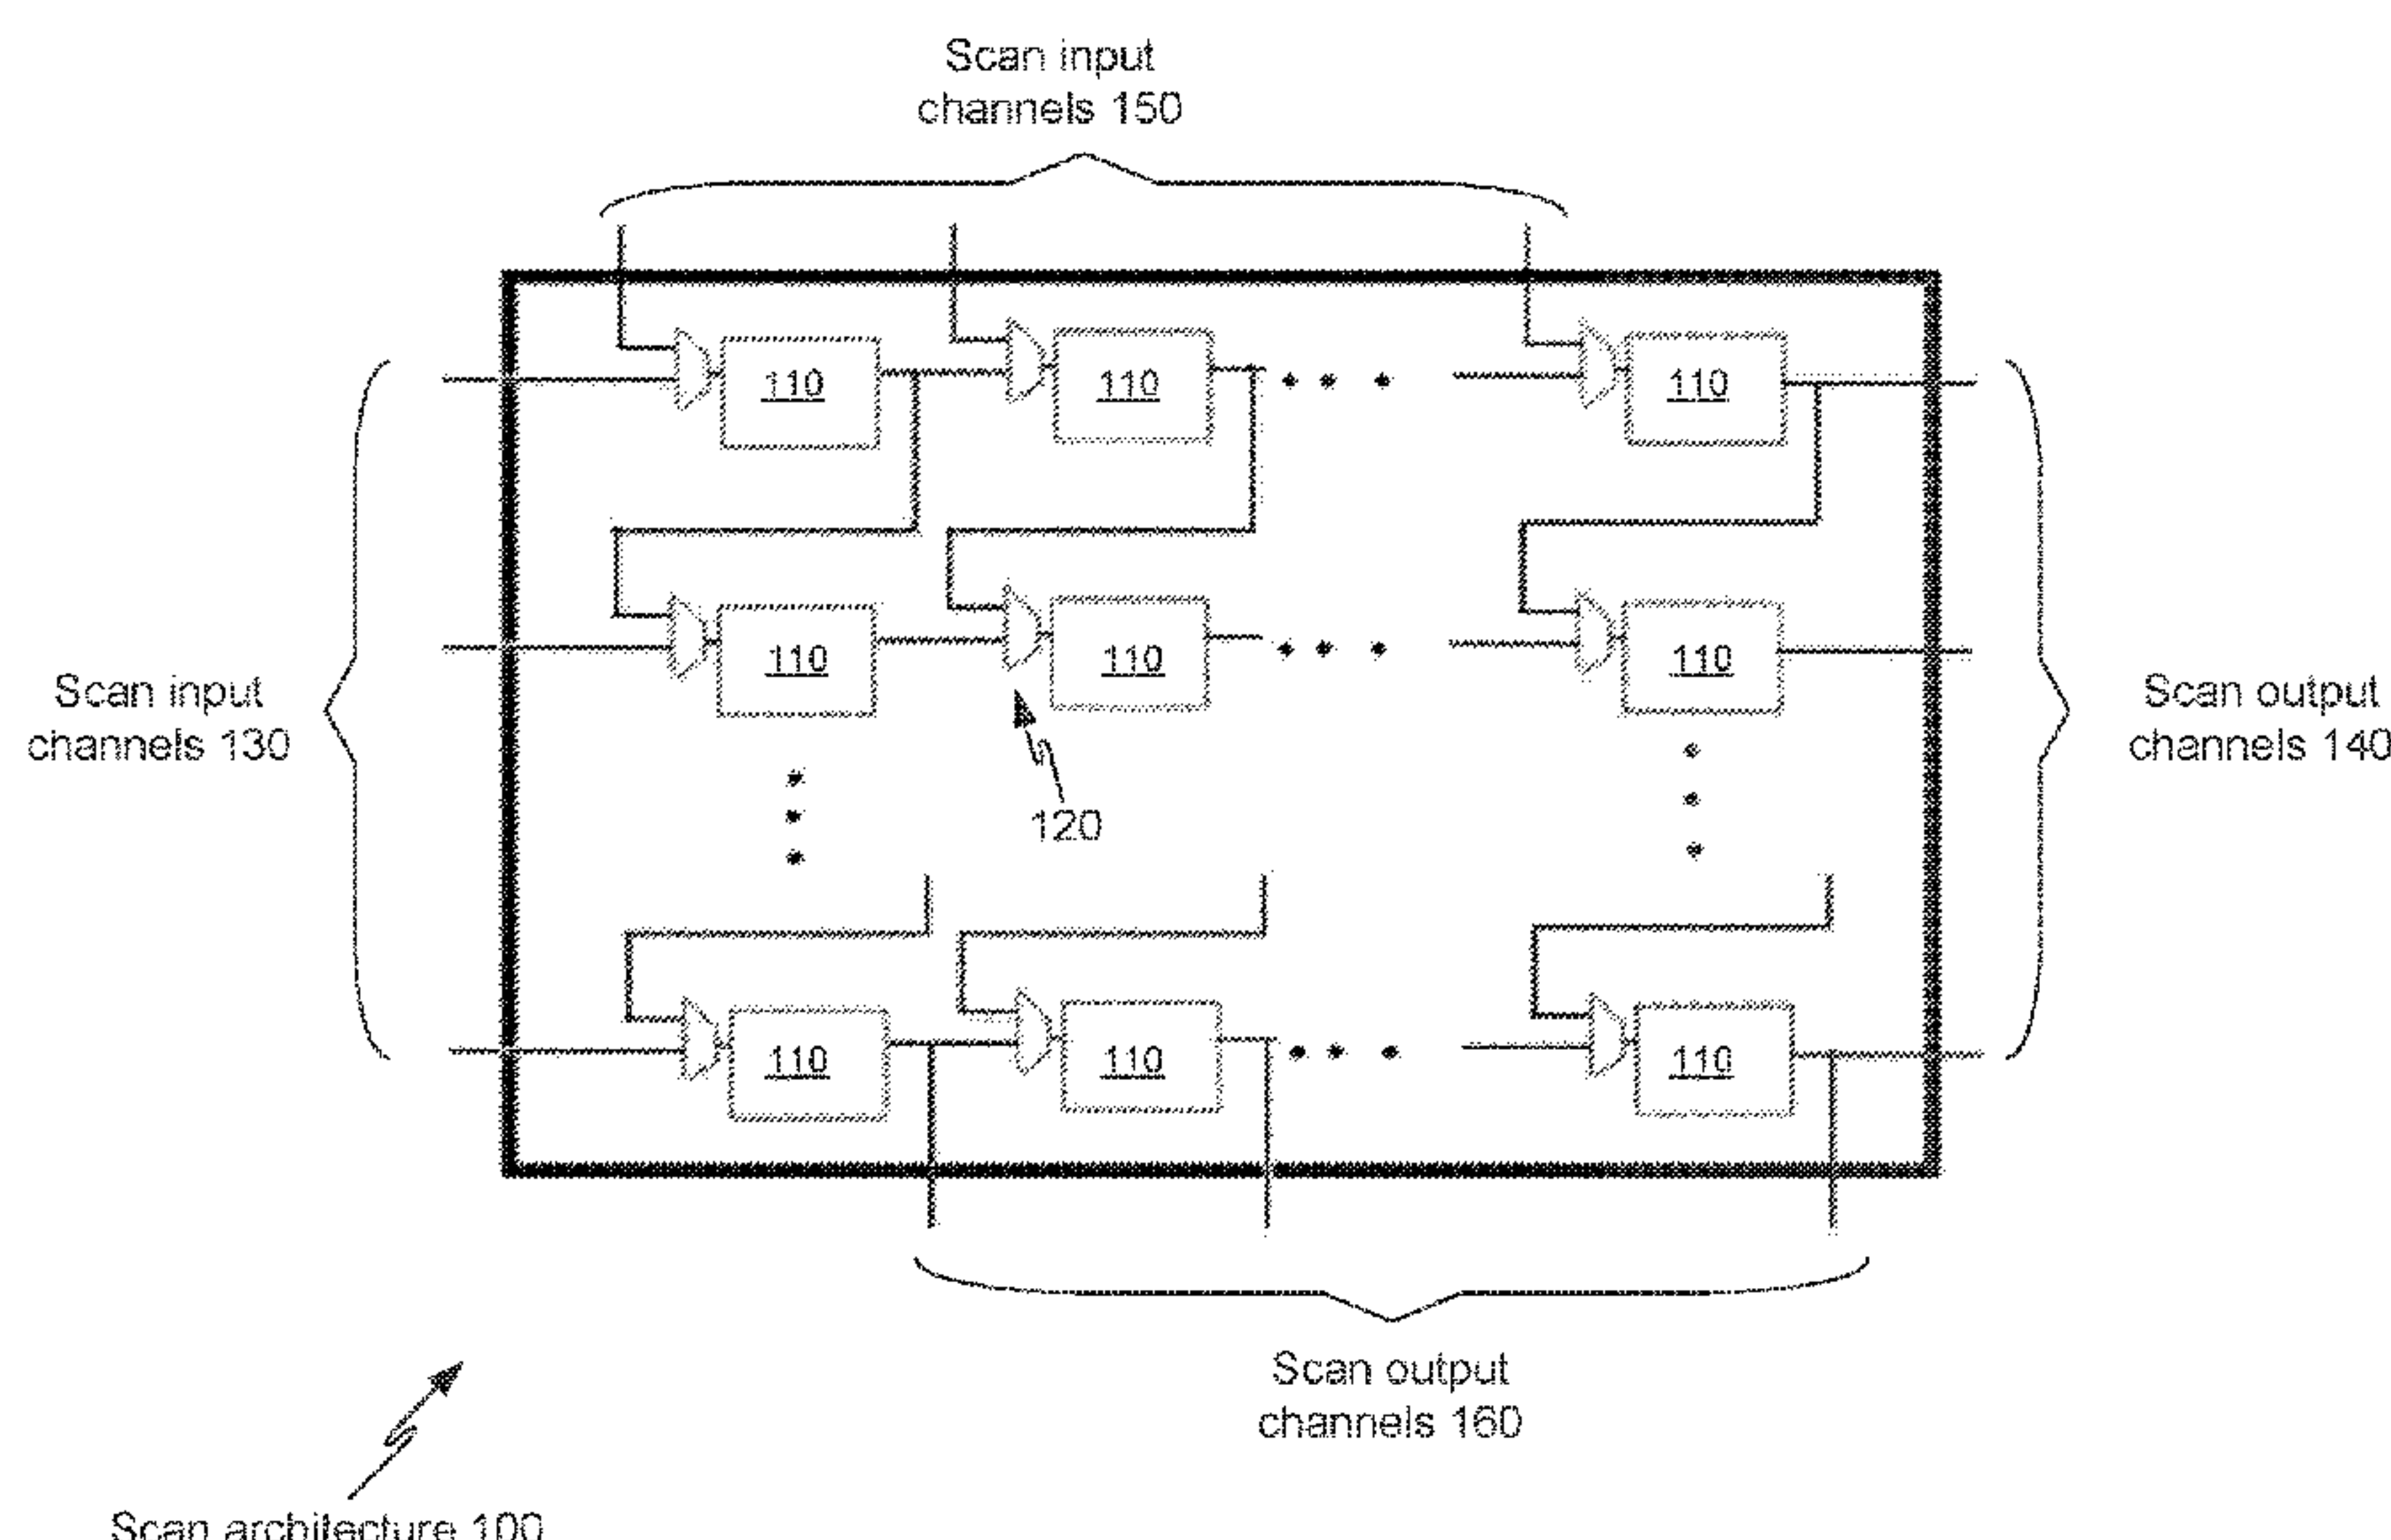 Scan input
channels 150
110 110 110
110 110 110
Scan input
channels 130
Scan output
channels 140
120
110 110 110
Scan output
channels 160
Scan architecture 100